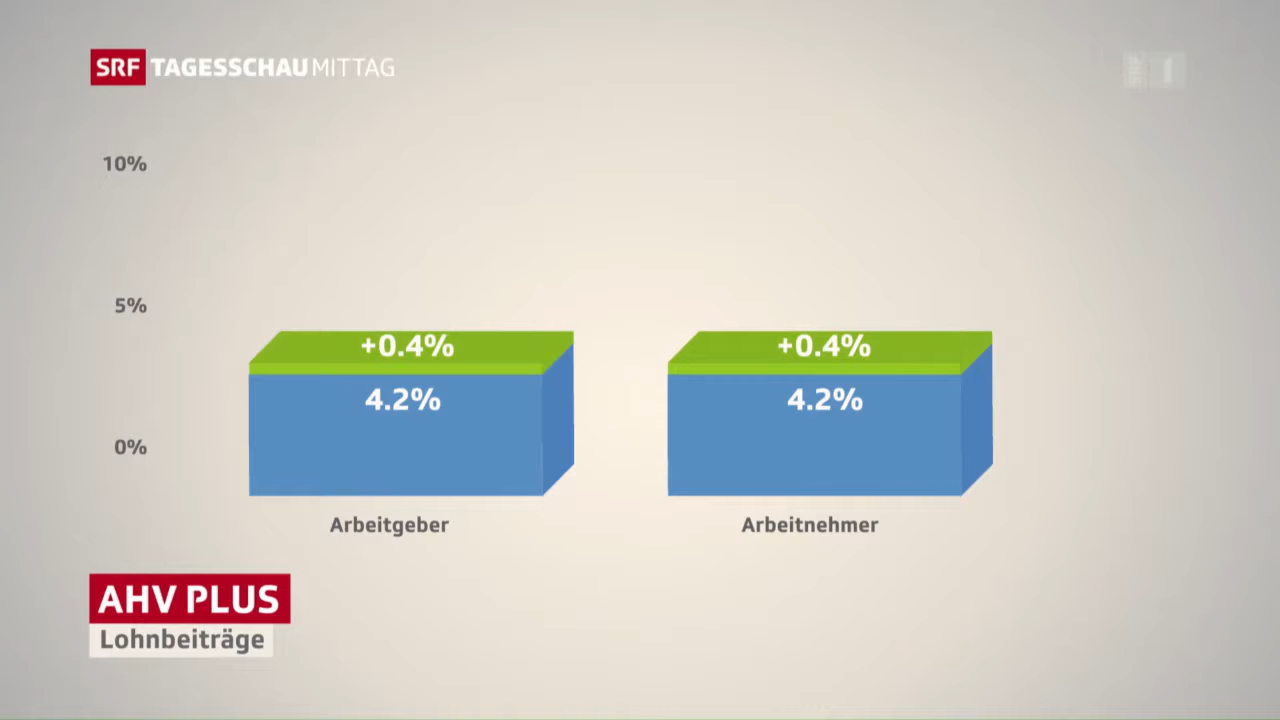 SRF TAGESSCHAU MITTAG
10%
5%
0%
+0.4%
+0.4%
4.2%
4.2%
Arbeitgeber
Arbeitnehmer
AHV PLUS
Lohnbeiträge